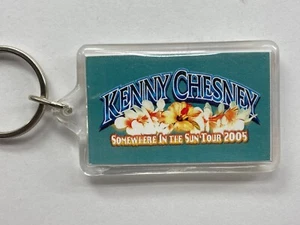 KENNY CHESNEY
SOMEWHERE IN THE SUN TOUR 2005